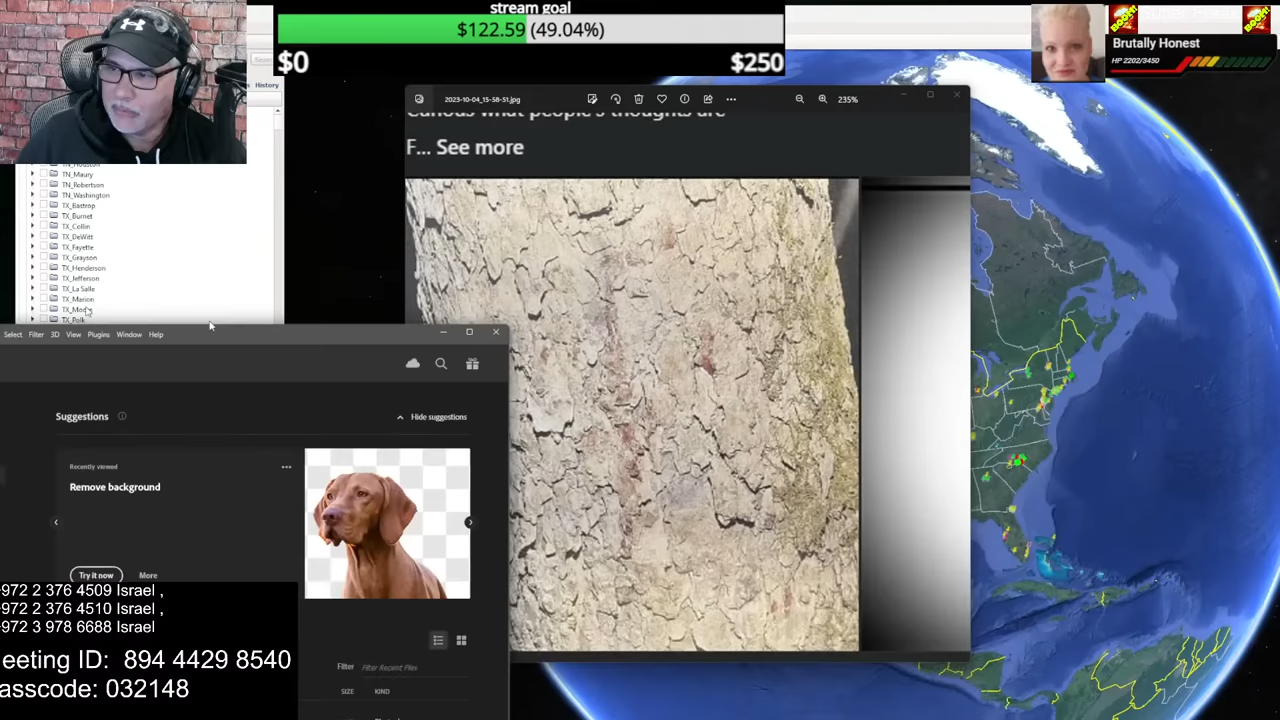 stream goal
$122.59 (49.04%)
$0
$250
Brutally Honest
HP 2202/3450
History
2023-10-04_15-58-51.jpg
235%
F... See more
TN_Maury
TN_Robertson
TN_Washington
TX_Bastrop
TX_Burnet
TX_Collin
TX_DeWitt
TX_Fayette
TX_Grayson
TX_Henderson
TX_Jefferson
TX_La Salle
TX_Marion
TX_Polk
Select Filter 3D View Plugins Window Help
Suggestions
Hide suggestions
Recently viewed
Remove background
Try it now
More
972 2 376 4509 Israel ,
972 2 376 4510 Israel ,
972 3 978 6688 Israel
eeting ID: 894 4429 8540
asscode: 032148
Filter Filter Recent Files
SIZE KIND